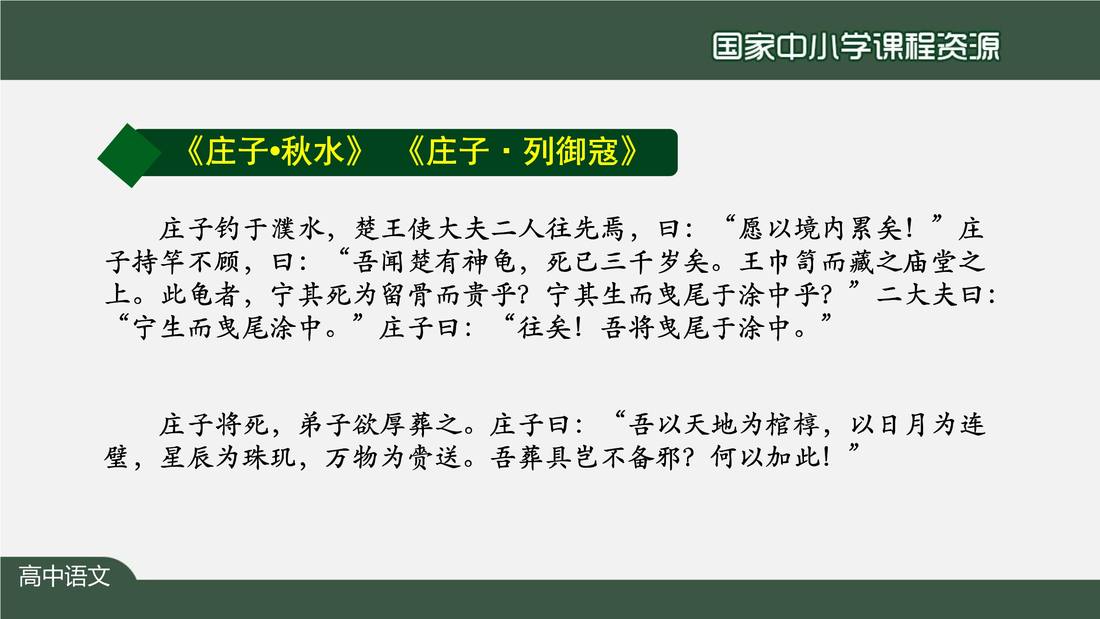 国家中小学课程资源
《庄子•秋水》 《庄子·列御寇》
庄子钓于濮水，楚王使大夫二人往先焉，曰：“愿以境内累矣！”庄
子持竿不顾，曰：“吾闻楚有神龟，死已三千岁矣。王巾笥而藏之庙堂之
上。此龟者，宁其死为留骨而贵乎？宁其生而曳尾于涂中乎？”二大夫曰：
“宁生而曳尾涂中。”庄子曰：“往矣！吾将曳尾于涂中。”
庄子将死，弟子欲厚葬之。庄子曰：“吾以天地为棺椁，以日月为连
璧，星辰为珠玑，万物为赍送。吾葬具岂不备邪？何以加此！”
高中语文